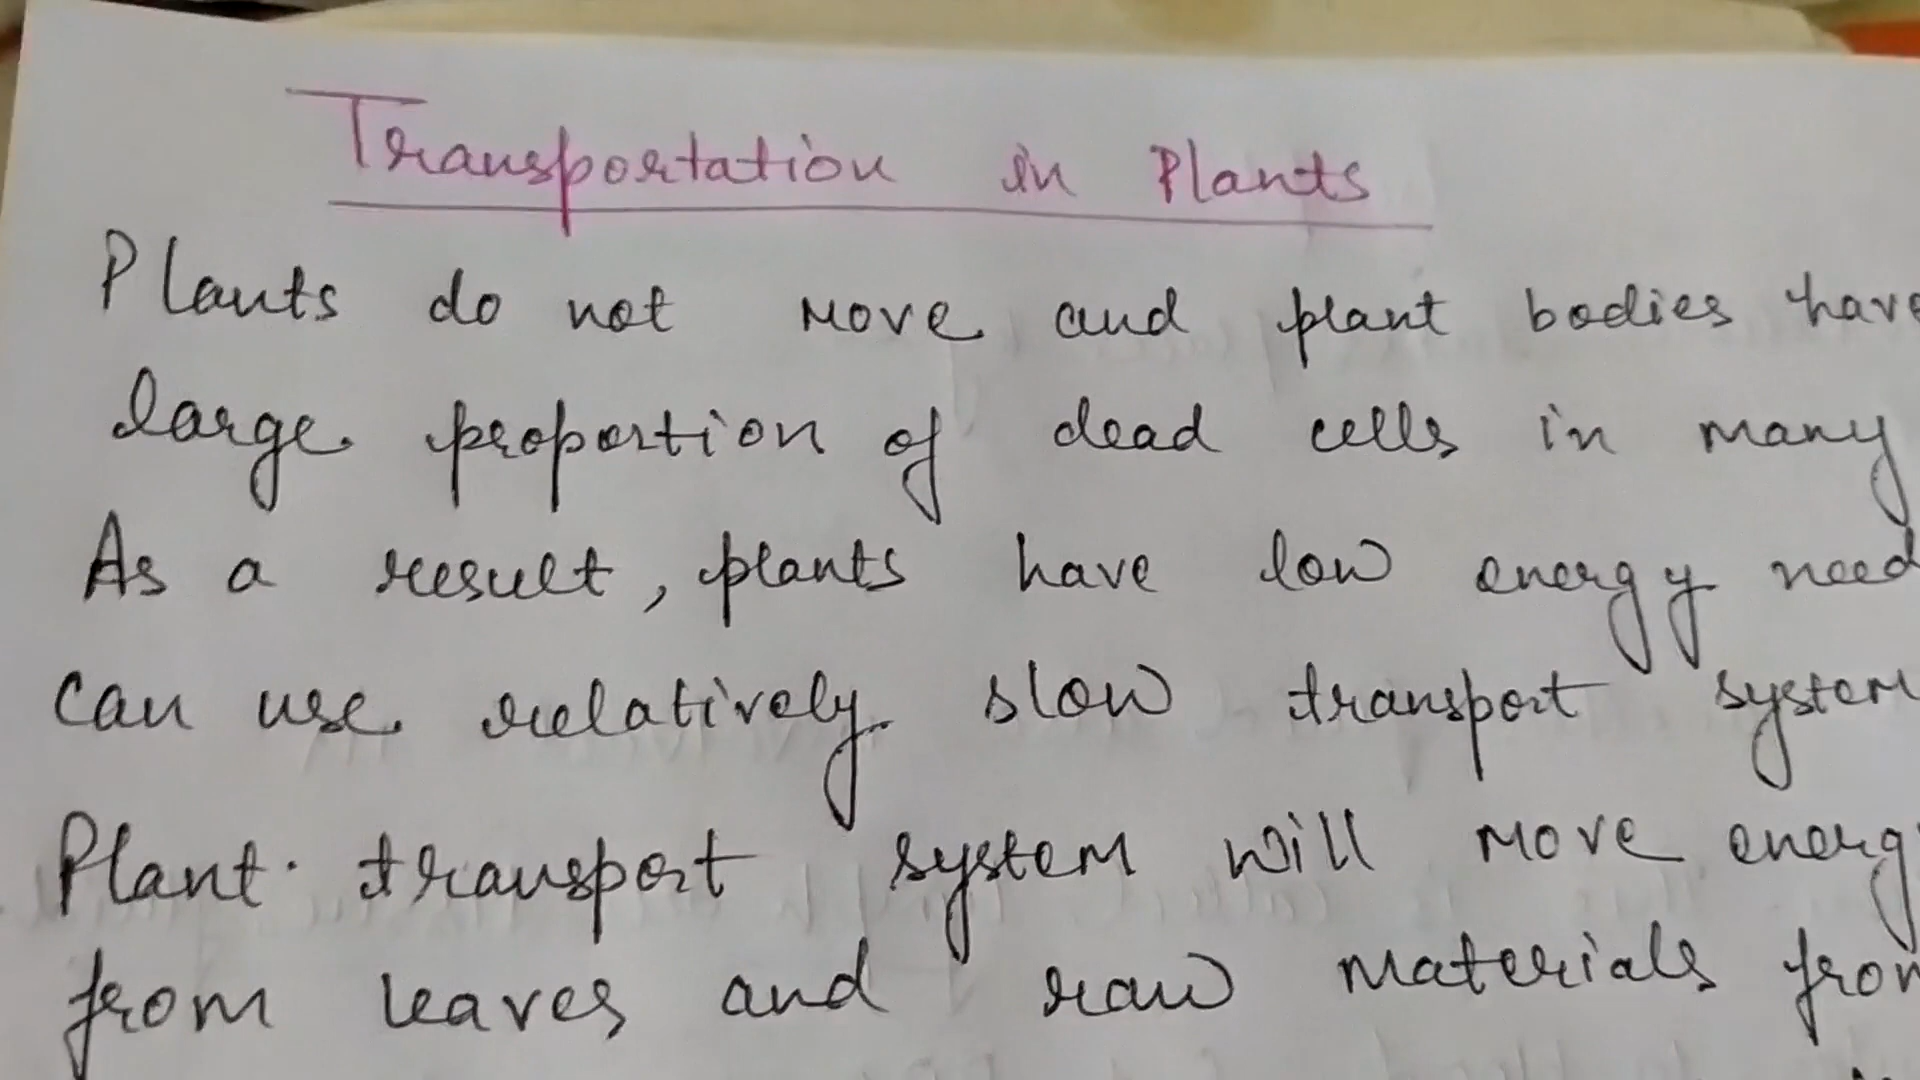 Transportation in Plants
Plants do not move and plant bodies have
large proportion of dead cells in many
As a result, plants have low energy need
can use relatively slow transport system
Plant transport system will move energy
from leaves and raw materials from